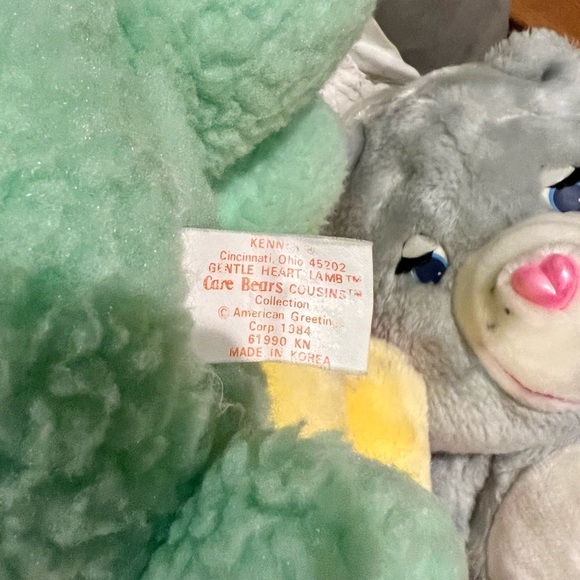 KENNER ®
Cincinnati, Ohio 45202
GENTLE HEART LAMB™
Care Bears COUSINS™
Collection
© American Greetin
Corp 1984
61990 KN
MADE IN KOREA